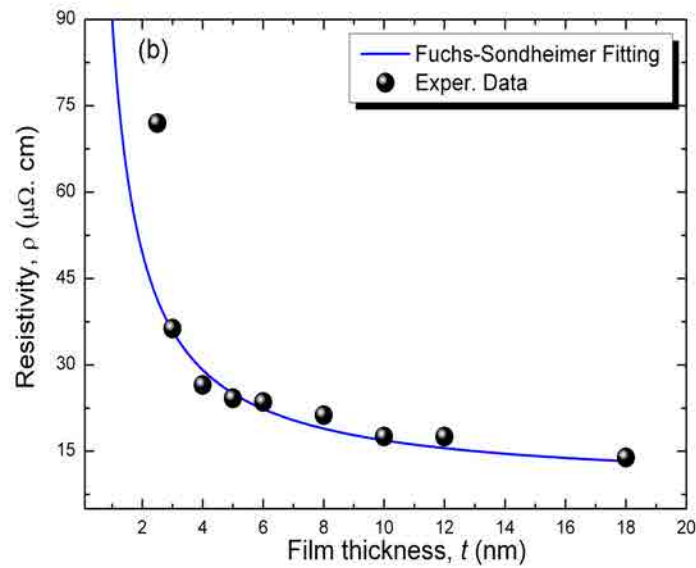 90
(b)
Fuchs-Sondheimer Fitting
Exper. Data
75
60
45
30
15
Resistivity, ρ (μΩ. cm)
2 4 6 8 10 12 14 16 18 20
Film thickness, t (nm)